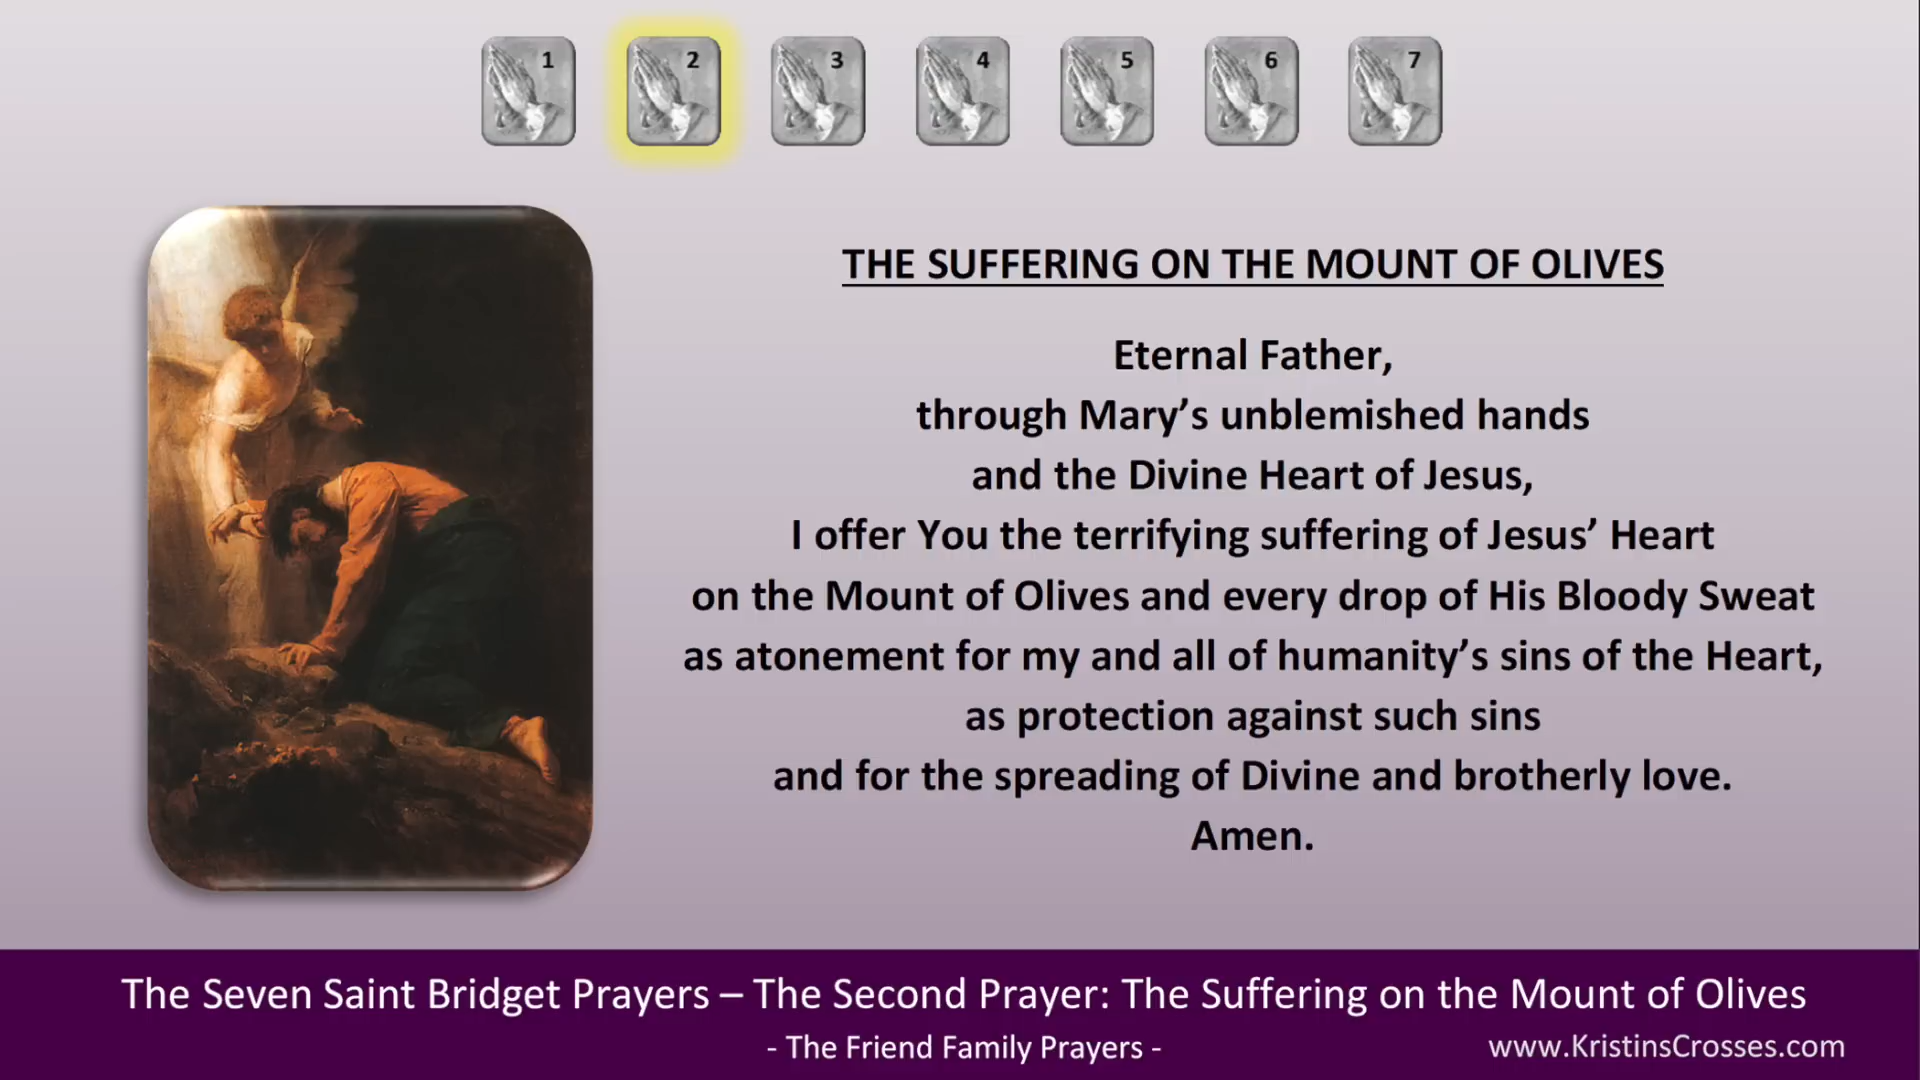 1 2 3 4 5 6 7
THE SUFFERING ON THE MOUNT OF OLIVES
Eternal Father,
through Mary’s unblemished hands
and the Divine Heart of Jesus,
I offer You the terrifying suffering of Jesus’ Heart
on the Mount of Olives and every drop of His Bloody Sweat
as atonement for my and all of humanity’s sins of the Heart,
as protection against such sins
and for the spreading of Divine and brotherly love.
Amen.
The Seven Saint Bridget Prayers – The Second Prayer: The Suffering on the Mount of Olives
- The Friend Family Prayers -
www.KristinsCrosses.com